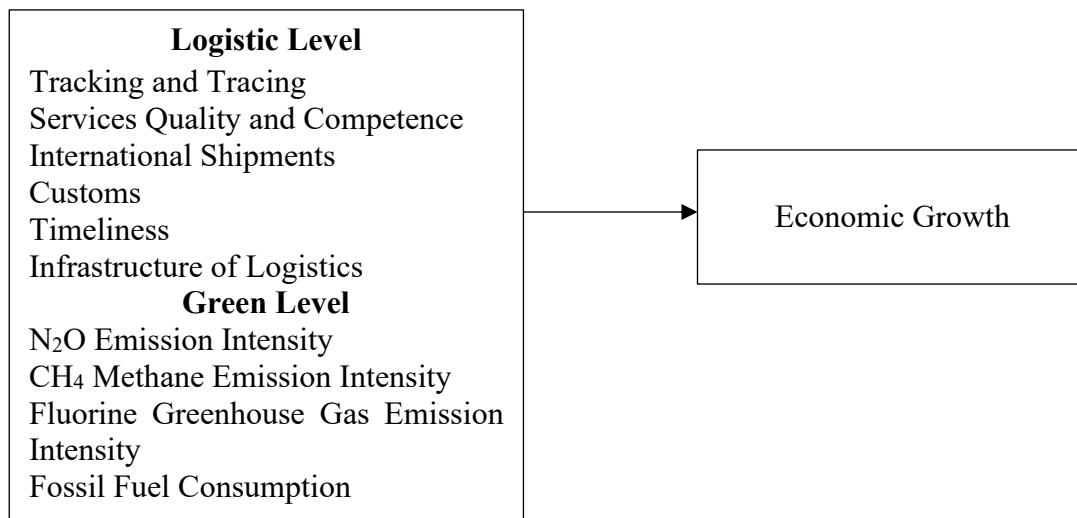 Logistic Level
Tracking and Tracing
Services Quality and Competence
International Shipments
Customs
Timeliness
Infrastructure of Logistics
Green Level
N₂O Emission Intensity
CH₄ Methane Emission Intensity
Fluorine Greenhouse Gas Emission
Intensity
Fossil Fuel Consumption
Economic Growth